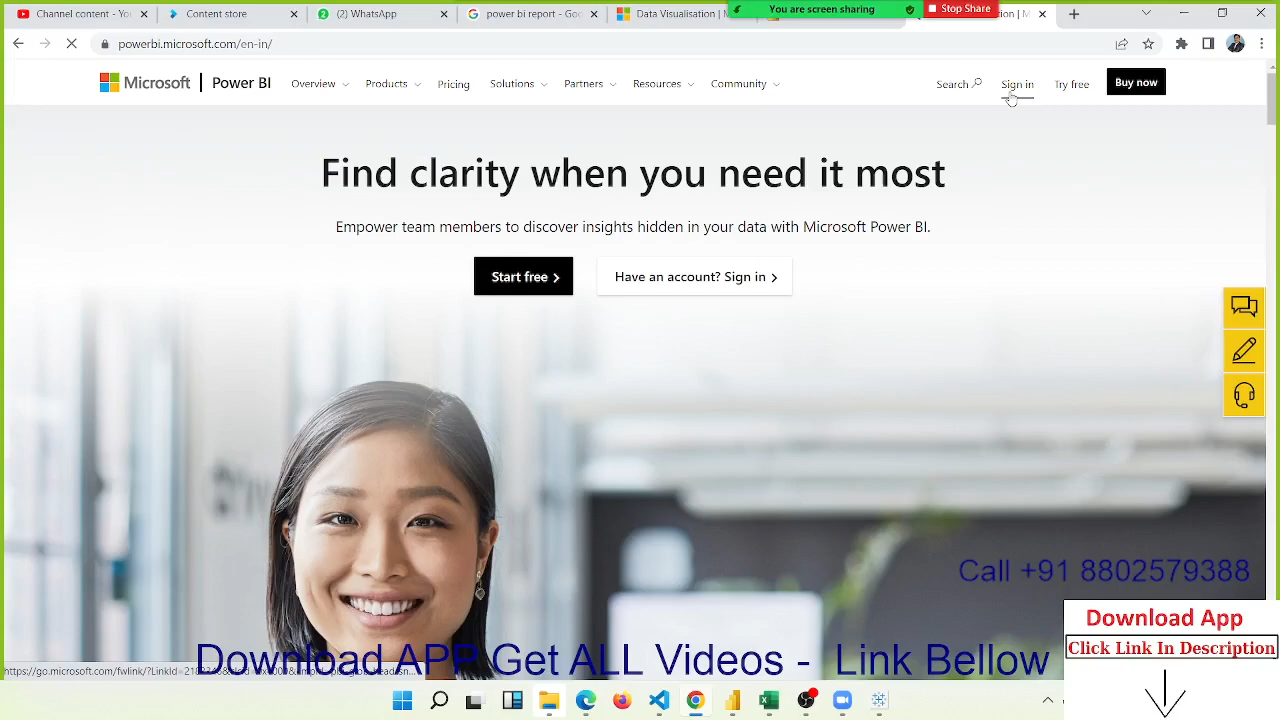 Channel content - You
Content store
(2) WhatsApp
power bi report - Goo
Data Visualisation | M
You are screen sharing
Stop Share
powerbi.microsoft.com/en-in/
Microsoft | Power BI
Overview
Products
Pricing
Solutions
Partners
Resources
Community
Search
Sign in
Try free
Buy now
Find clarity when you need it most
Empower team members to discover insights hidden in your data with Microsoft Power BI.
Start free >
Have an account? Sign in >
Call +91 8802579388
Download App
Click Link In Description
Download APP Get ALL Videos - Link Bellow